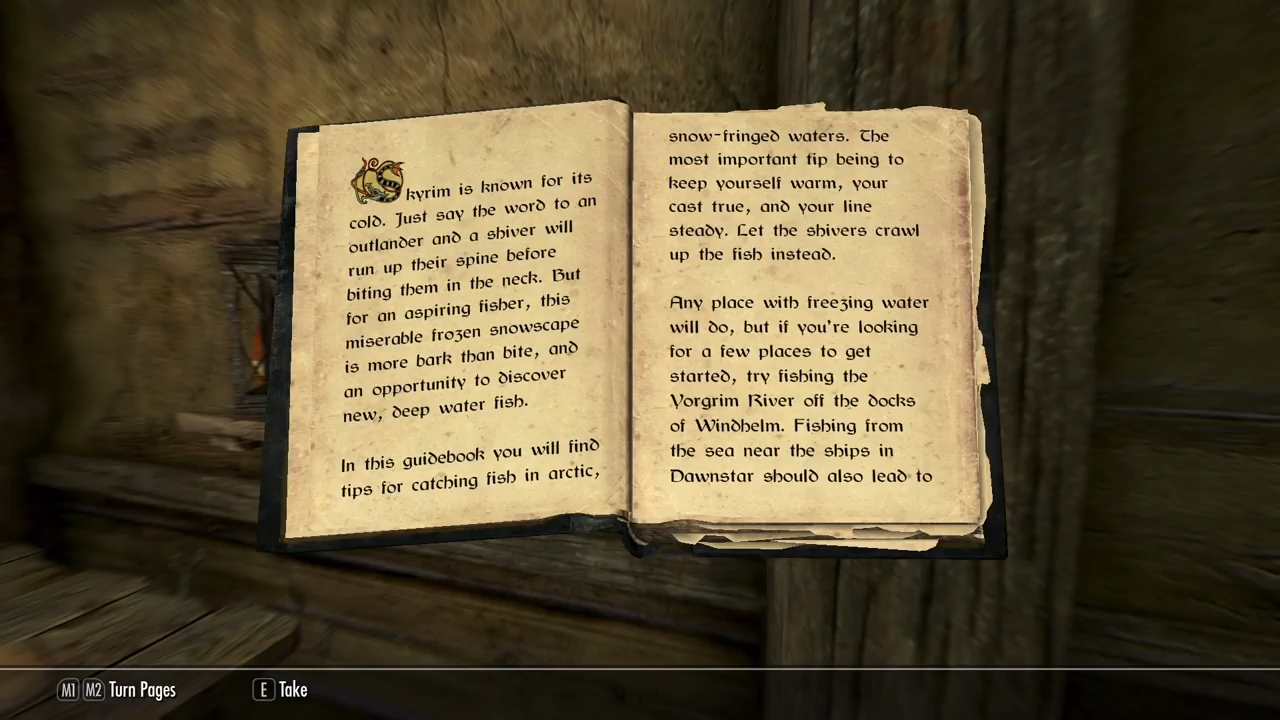 Skyrim is known for its
cold. Just say the word to an
outlander and a shiver will
run up their spine before
biting them in the neck. But
for an aspiring fisher, this
miserable frozen snowscape
is more bark than bite, and
an opportunity to discover
new, deep water fish.
In this guidebook you will find
tips for catching fish in arctic,
snow-fringed waters. The
most important tip being to
keep yourself warm, your
cast true, and your line
steady. Let the shivers crawl
up the fish instead.
Any place with freezing water
will do, but if you're looking
for a few places to get
started, try fishing the
Yorgrim River off the docks
of Windhelm. Fishing from
the sea near the ships in
Dawnstar should also lead to
M1 M2 Turn Pages
E Take